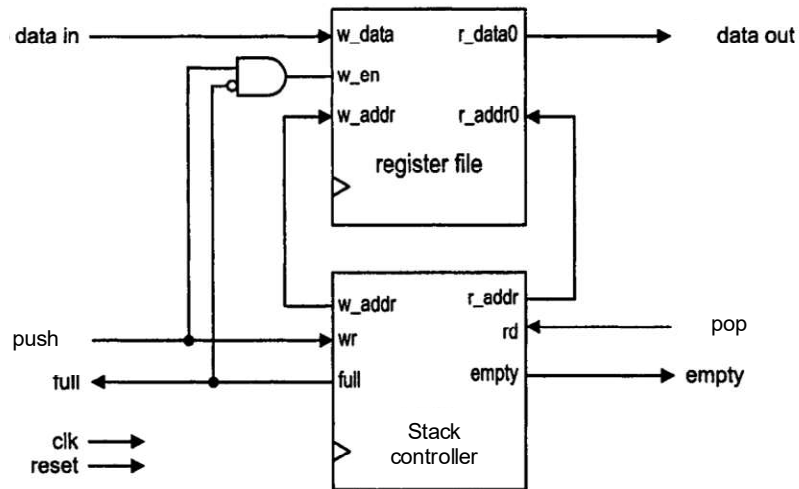 data in
w_data
r_data0
data out
w_en
w_addr
r_addr0
register file
w_addr
r_addr
push
wr
rd
pop
full
full
empty
empty
clk
reset
Stack
controller